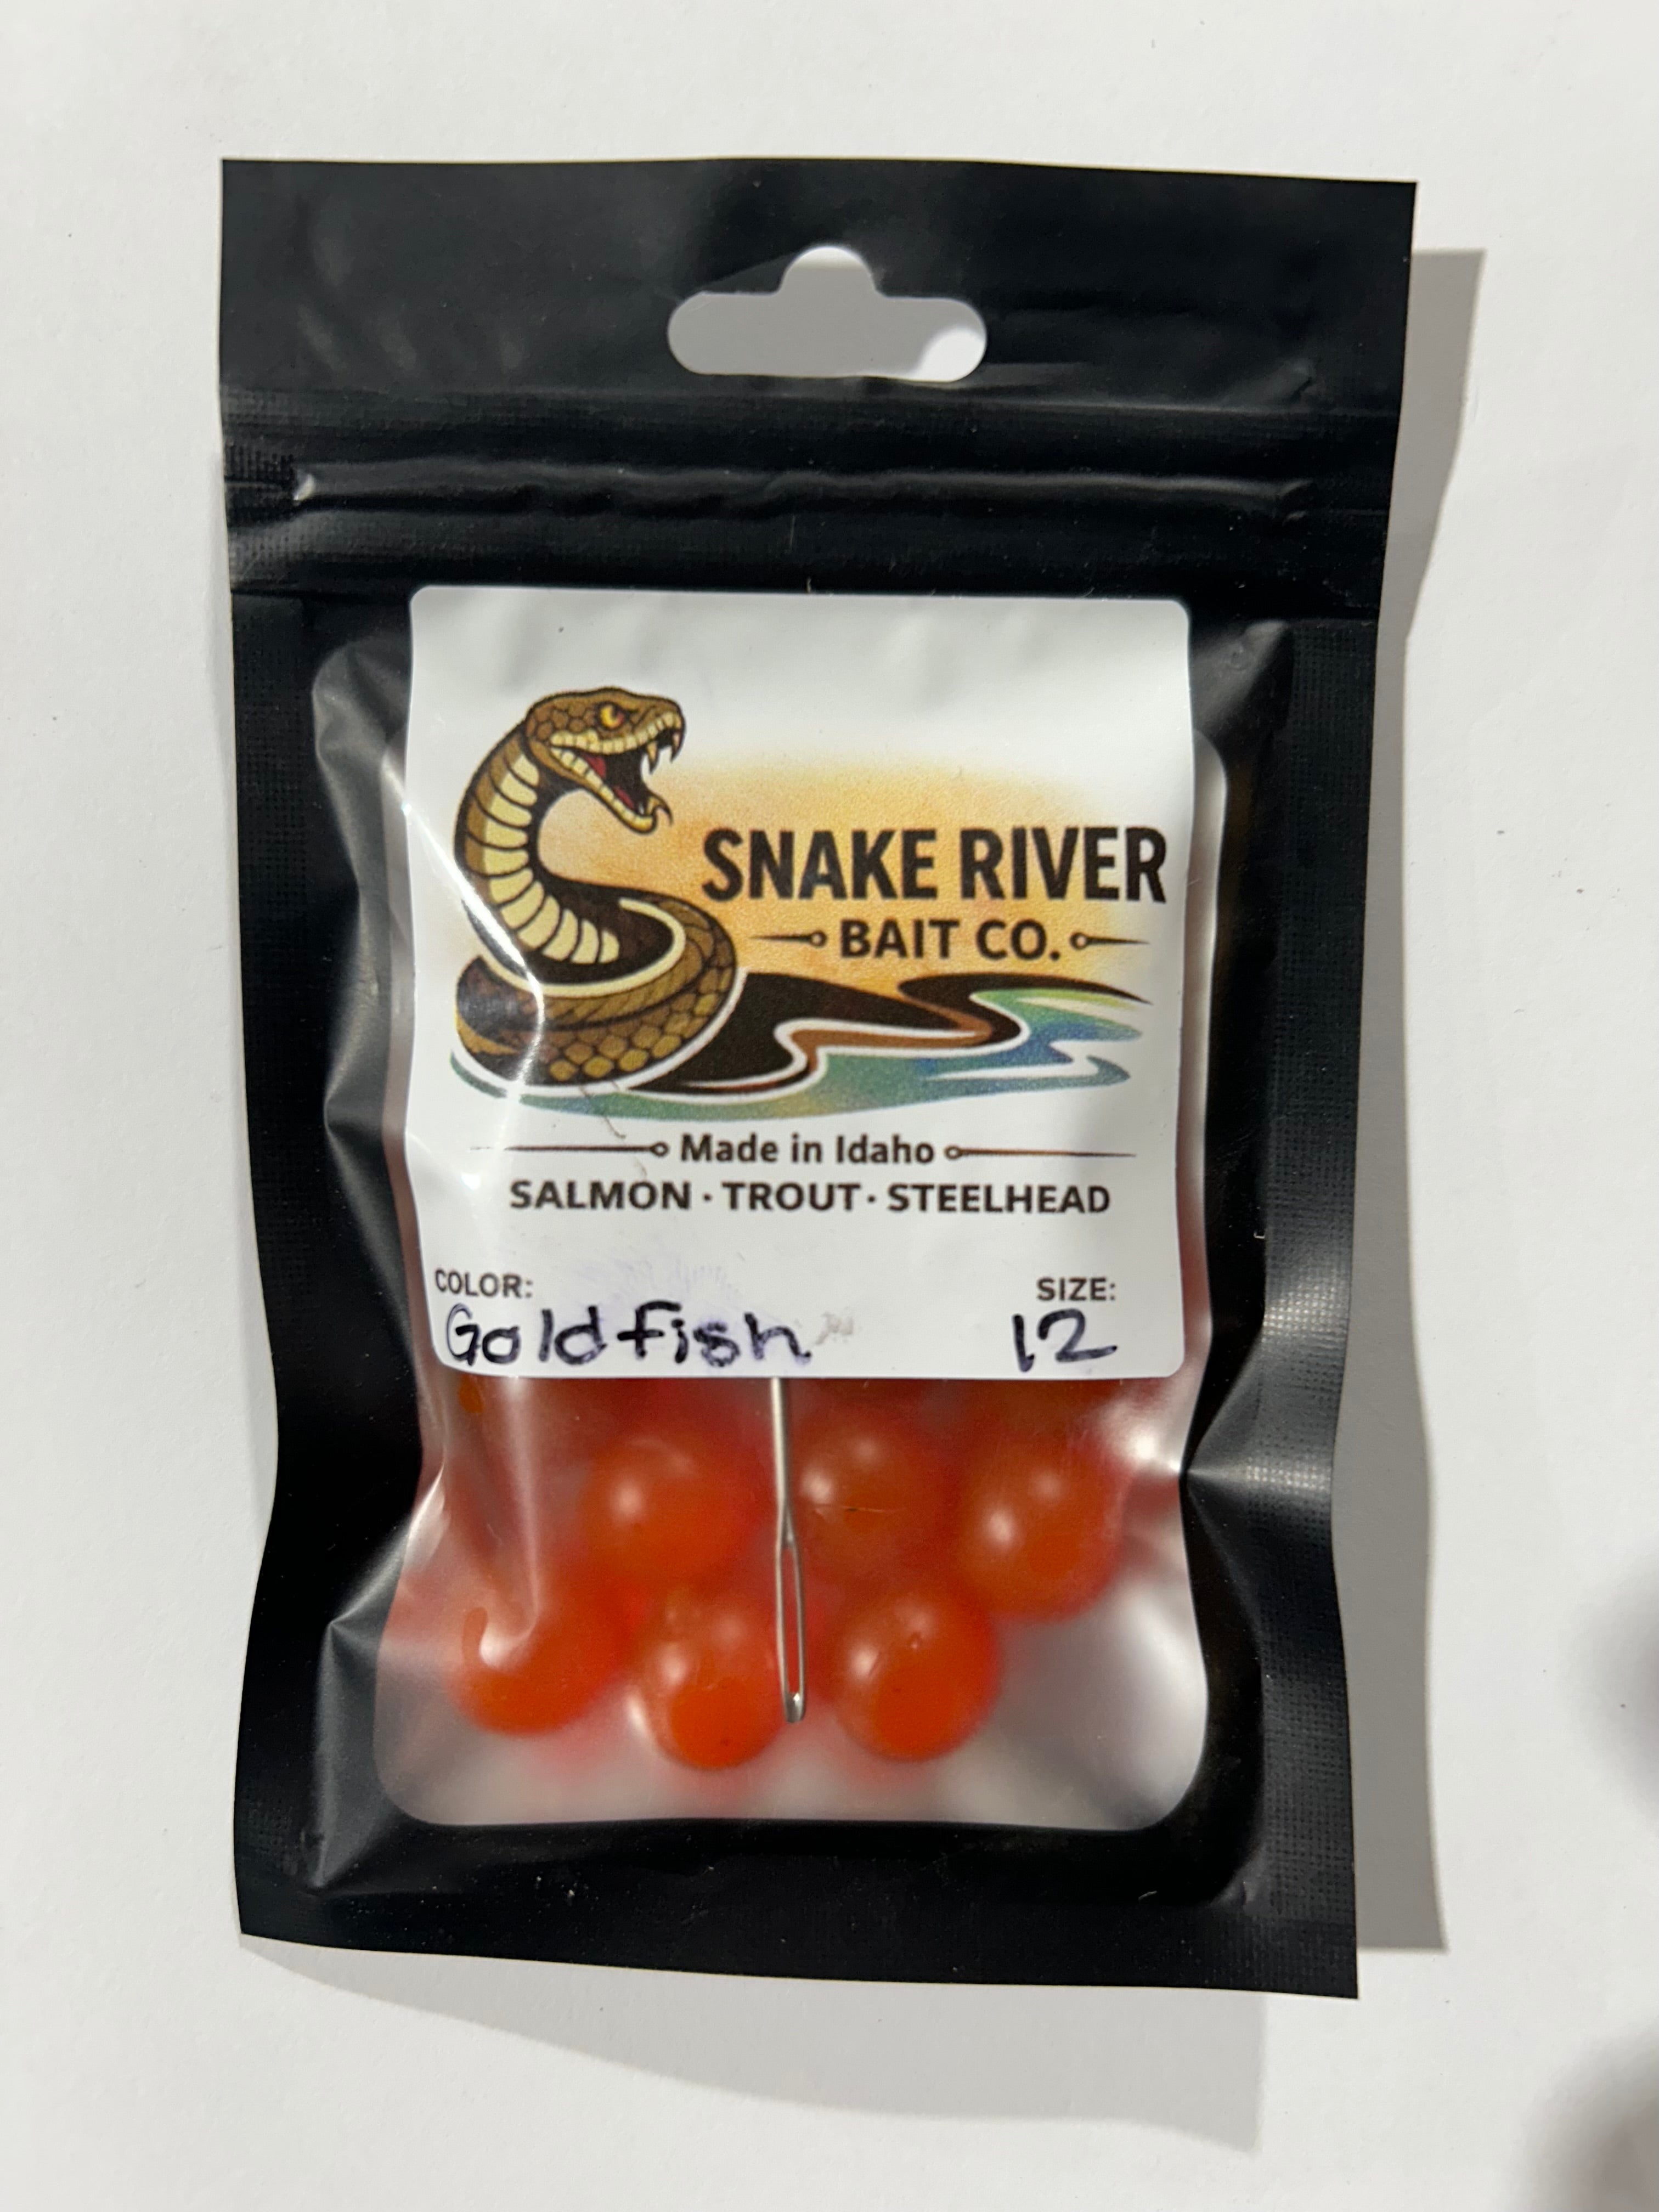 SNAKE RIVER
BAIT CO.
Made in Idaho
SALMON · TROUT · STEELHEAD
COLOR: SIZE:
Goldfish 12